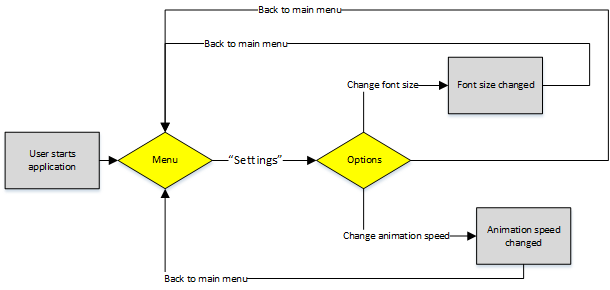 Back to main menu
Back to main menu
Change font size
Font size changed
User starts
application
Menu
“Settings”
Options
Change animation speed
Animation speed
changed
Back to main menu